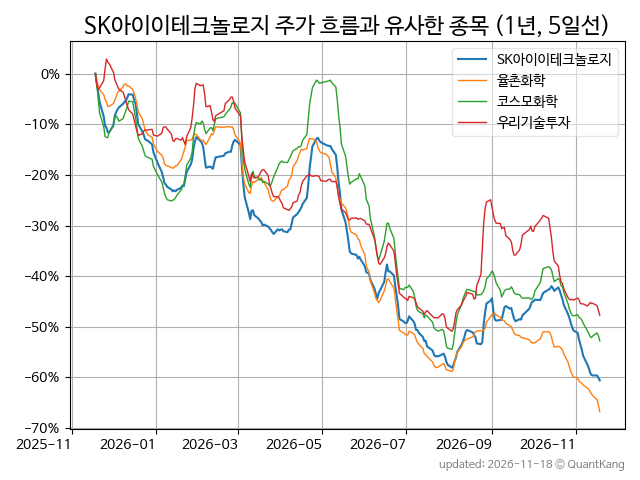 SK아이이테크놀로지 주가 흐름과 유사한 종목 (1년, 5일선)
SK아이이테크놀로지
율촌화학
코스모화학
우리기술투자
0%
−10%
−20%
−30%
−40%
−50%
−60%
−70%
2025-11
2026-01
2026-03
2026-05
2026-07
2026-09
2026-11
updated: 2026-11-18 © QuantKang